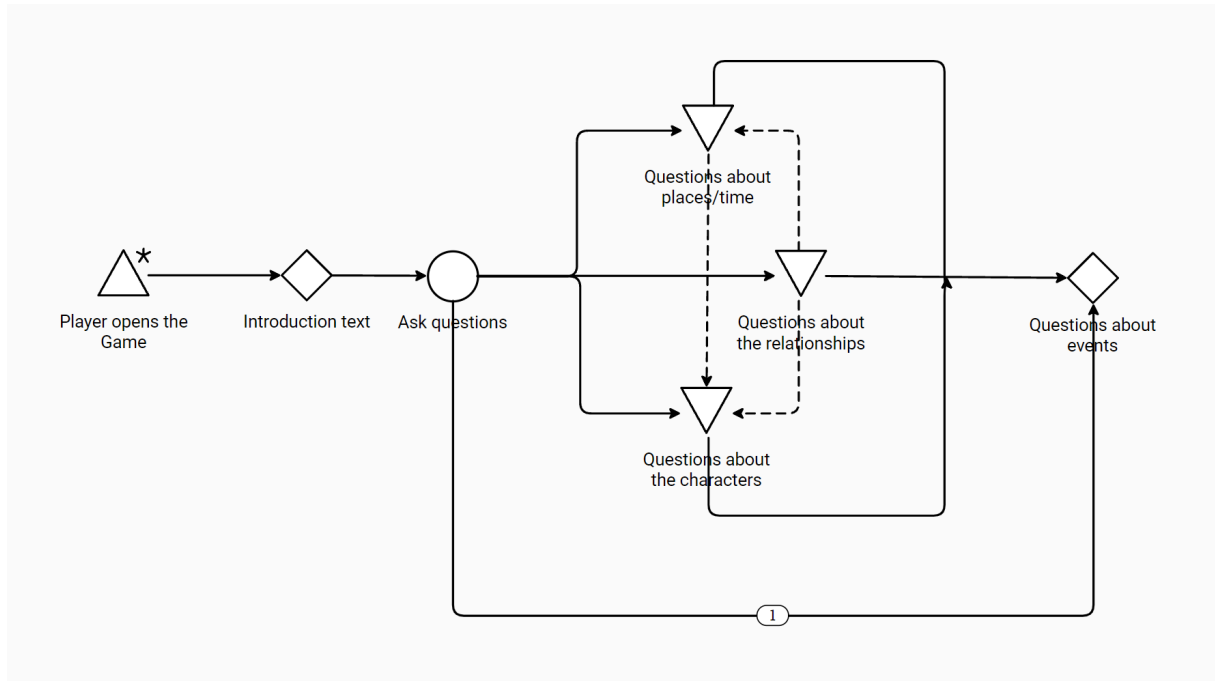 *
Questions about
places/time
Player opens the
Game
Introduction text
Ask questions
Questions about
the relationships
Questions about
events
Questions about
the characters
1